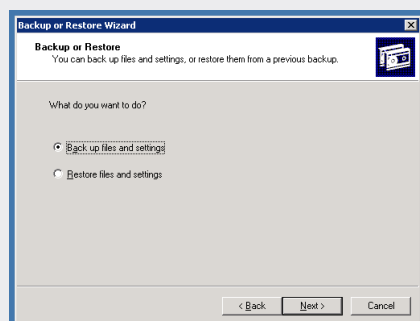 Backup or Restore Wizard
Backup or Restore
You can back up files and settings, or restore them from a previous backup.
What do you want to do?
Back up files and settings
Restore files and settings
< Back
Next >
Cancel